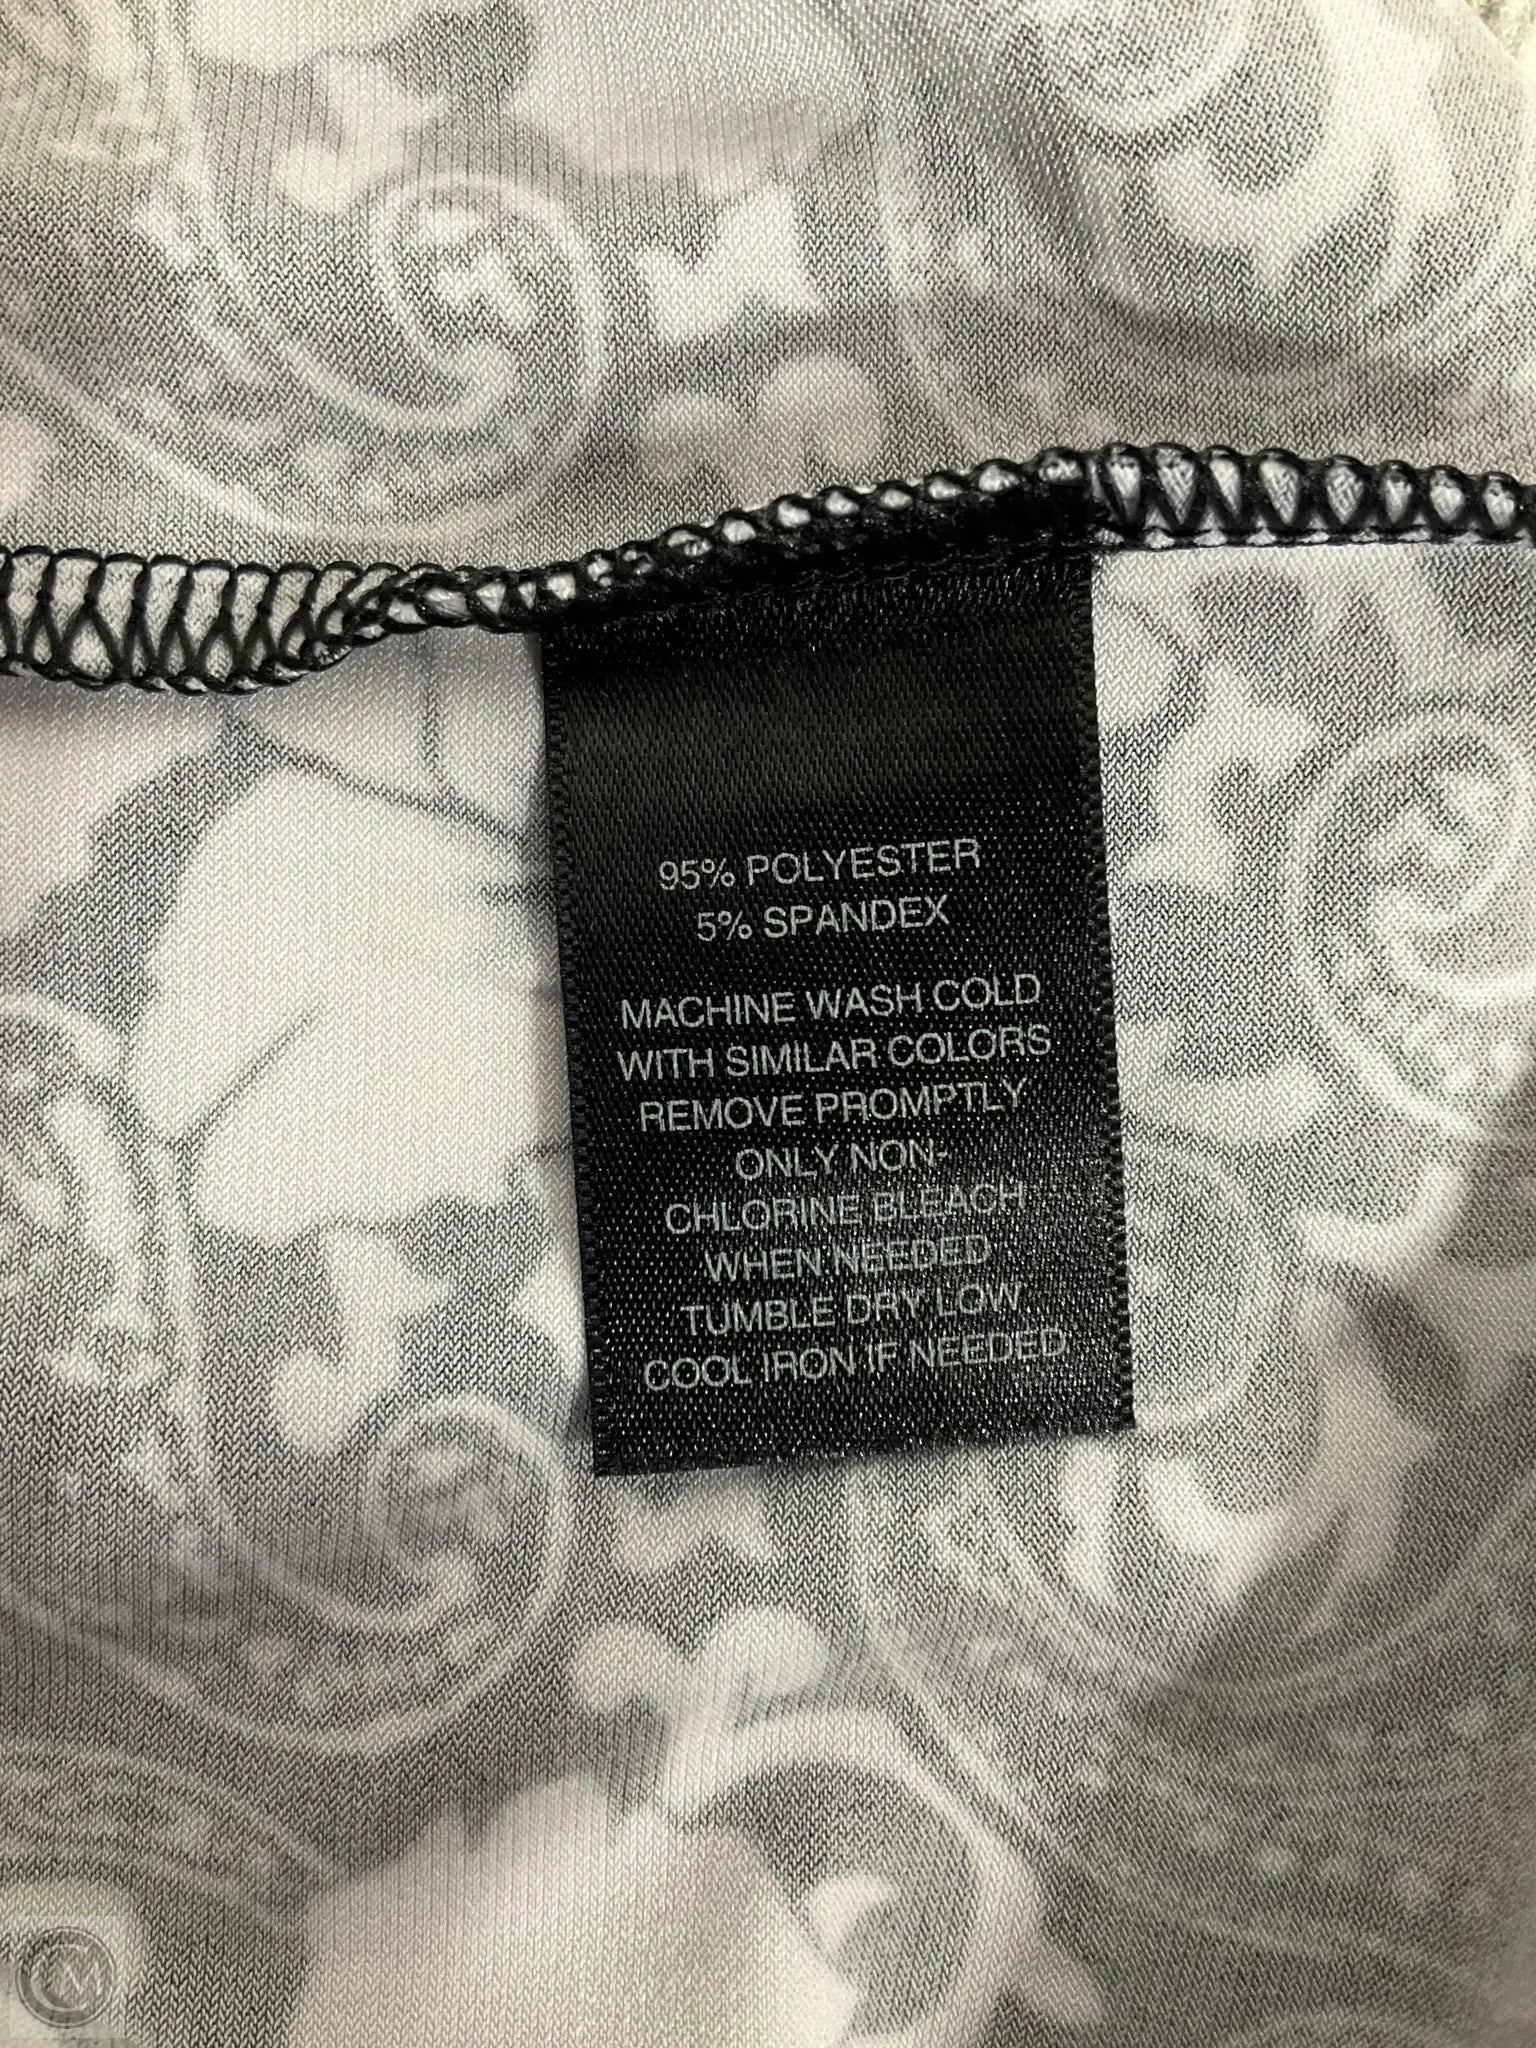 95% POLYESTER
5% SPANDEX
MACHINE WASH COLD
WITH SIMILAR COLORS
REMOVE PROMPTLY
ONLY NON-
CHLORINE BLEACH
WHEN NEEDED
TUMBLE DRY LOW
COOL IRON IF NEEDED
CM